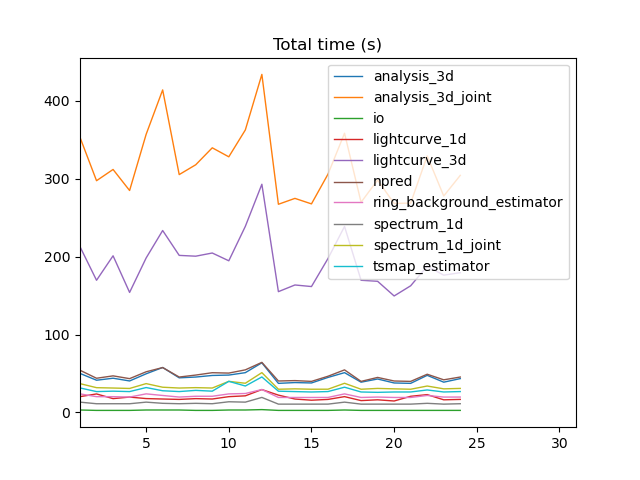 Total time (s)
analysis_3d
analysis_3d_joint
io
lightcurve_1d
lightcurve_3d
npred
ring_background_estimator
spectrum_1d
spectrum_1d_joint
tsmap_estimator
400
300
200
100
0
5 10 15 20 25 30